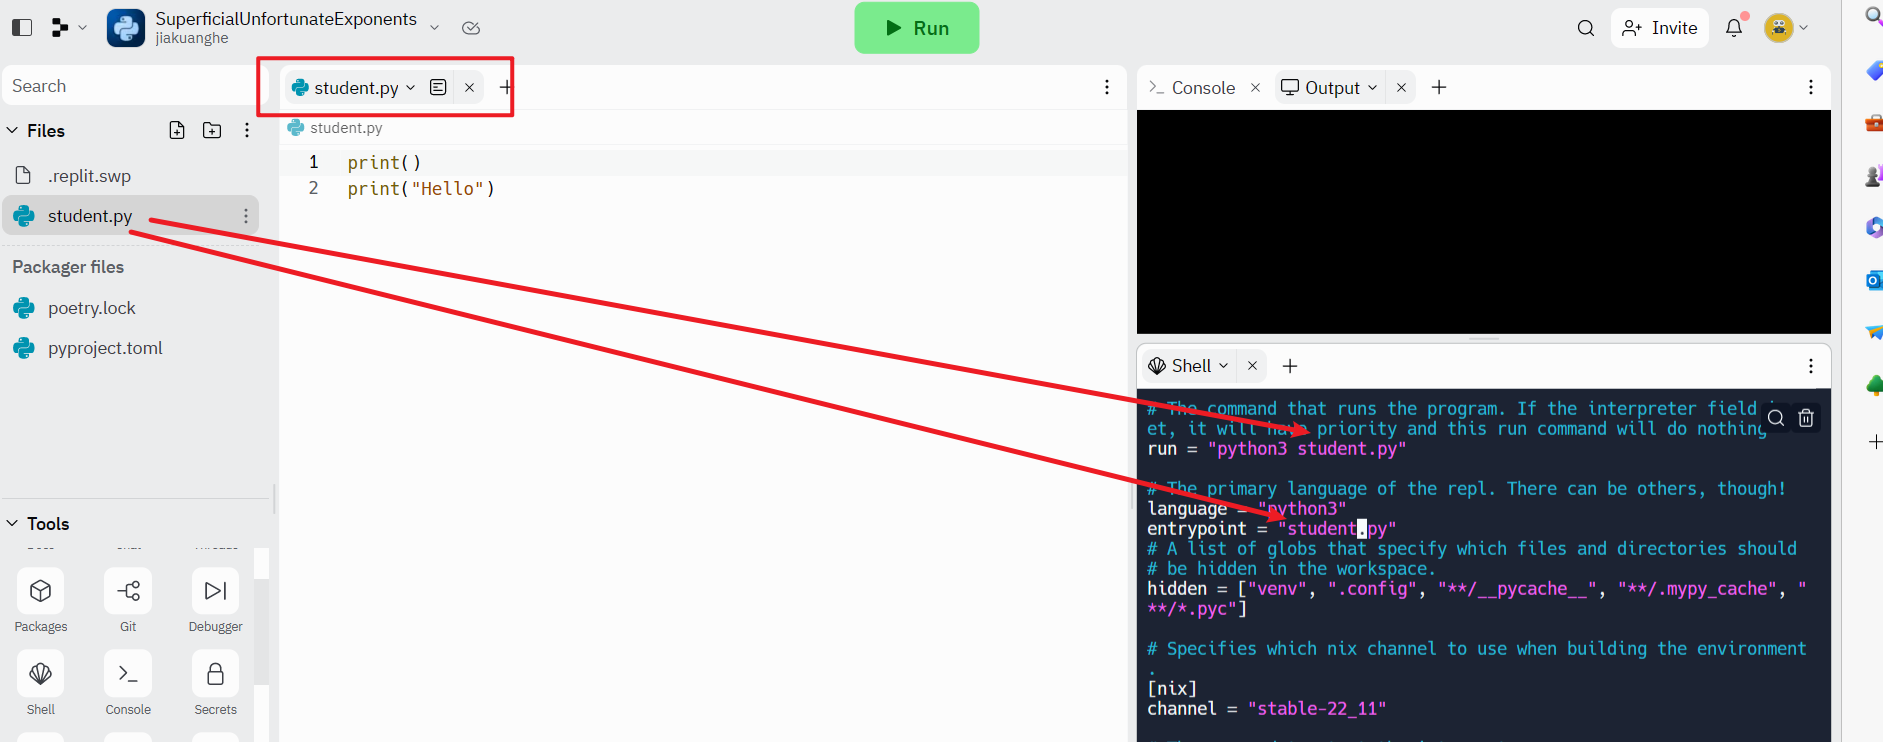 SuperficialUnfortunateExponents
jiakuanghe
Run
Invite
Search
Files
.replit.swp
student.py
Packager files
poetry.lock
pyproject.toml
Tools
Packages
Git
Debugger
Shell
Console
Secrets
student.py
student.py
1 print()
2 print("Hello")
Console
Output
Shell
# The command that runs the program. If the interpreter field
et, it will have priority and this run command will do nothing
run = "python3 student.py"
# The primary language of the repl. There can be others, though!
language = "python3"
entrypoint = "student.py"
# A list of globs that specify which files and directories should
# be hidden in the workspace.
hidden = ["venv", ".config", "**/__pycache__", "**/.mypy_cache", "
**/*.pyc"]
# Specifies which nix channel to use when building the environment
.
[nix]
channel = "stable-22_11"